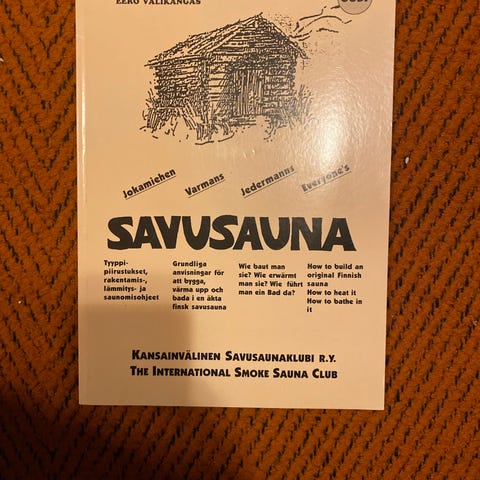 EERO VÄLIKANGAS
Jokamiehen
Varmans
Jedermanns
Everyone's
SAVUSAUNA
Tyyppi-
piirustukset,
rakentamis-,
lämmitys- ja
saunomisohjeet
Grundliga
anvisningar för
att bygga,
värma upp och
bada i en äkta
finsk savusauna
Wie baut man
sie? Wie erwärmt
man sie? Wie führt
man ein Bad da?
How to build an
original Finnish
sauna
How to heat it
How to bathe in
it
KANSAINVÄLINEN SAVUSAUNAKLUBI R.Y.
THE INTERNATIONAL SMOKE SAUNA CLUB